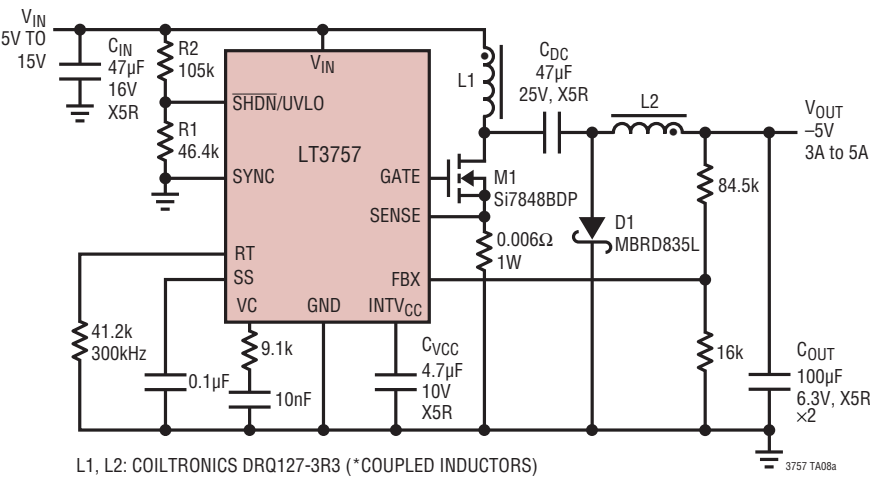 VIN
5V TO
15V
CIN
47µF
16V
X5R
R2
105k
R1
46.4k
VIN
SHDN/UVLO
LT3757
SYNC
GATE
SENSE
RT
SS
FBX
VC
GND
INTVCC
L1
CDC
47µF
25V, X5R
L2
VOUT
–5V
3A to 5A
M1
Si7848BDP
84.5k
D1
MBRD835L
0.006Ω
1W
41.2k
300kHz
0.1µF
9.1k
10nF
CVCC
4.7µF
10V
X5R
16k
COUT
100µF
6.3V, X5R
×2
L1, L2: COILTRONICS DRQ127-3R3 (*COUPLED INDUCTORS)
3757 TA08a